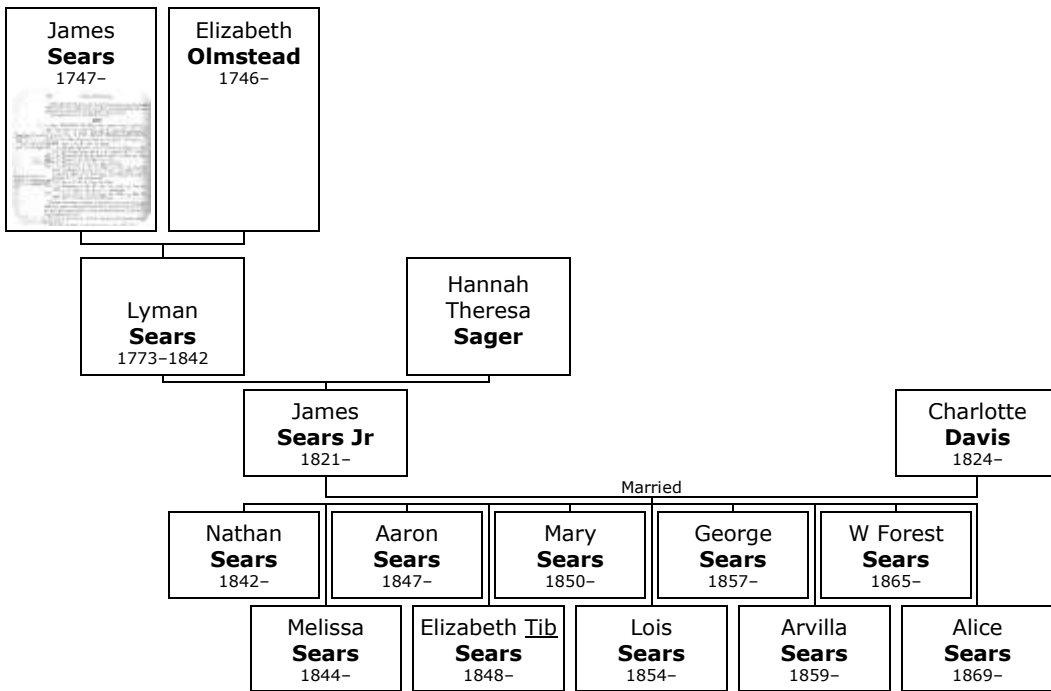 James
Sears
1747–
Elizabeth
Olmstead
1746–
Lyman
Sears
1773–1842
Hannah
Theresa
Sager
James
Sears Jr
1821–
Charlotte
Davis
1824–
Married
Nathan
Sears
1842–
Aaron
Sears
1847–
Mary
Sears
1850–
George
Sears
1857–
W Forest
Sears
1865–
Melissa
Sears
1844–
Elizabeth Tib
Sears
1848–
Lois
Sears
1854–
Arvilla
Sears
1859–
Alice
Sears
1869–